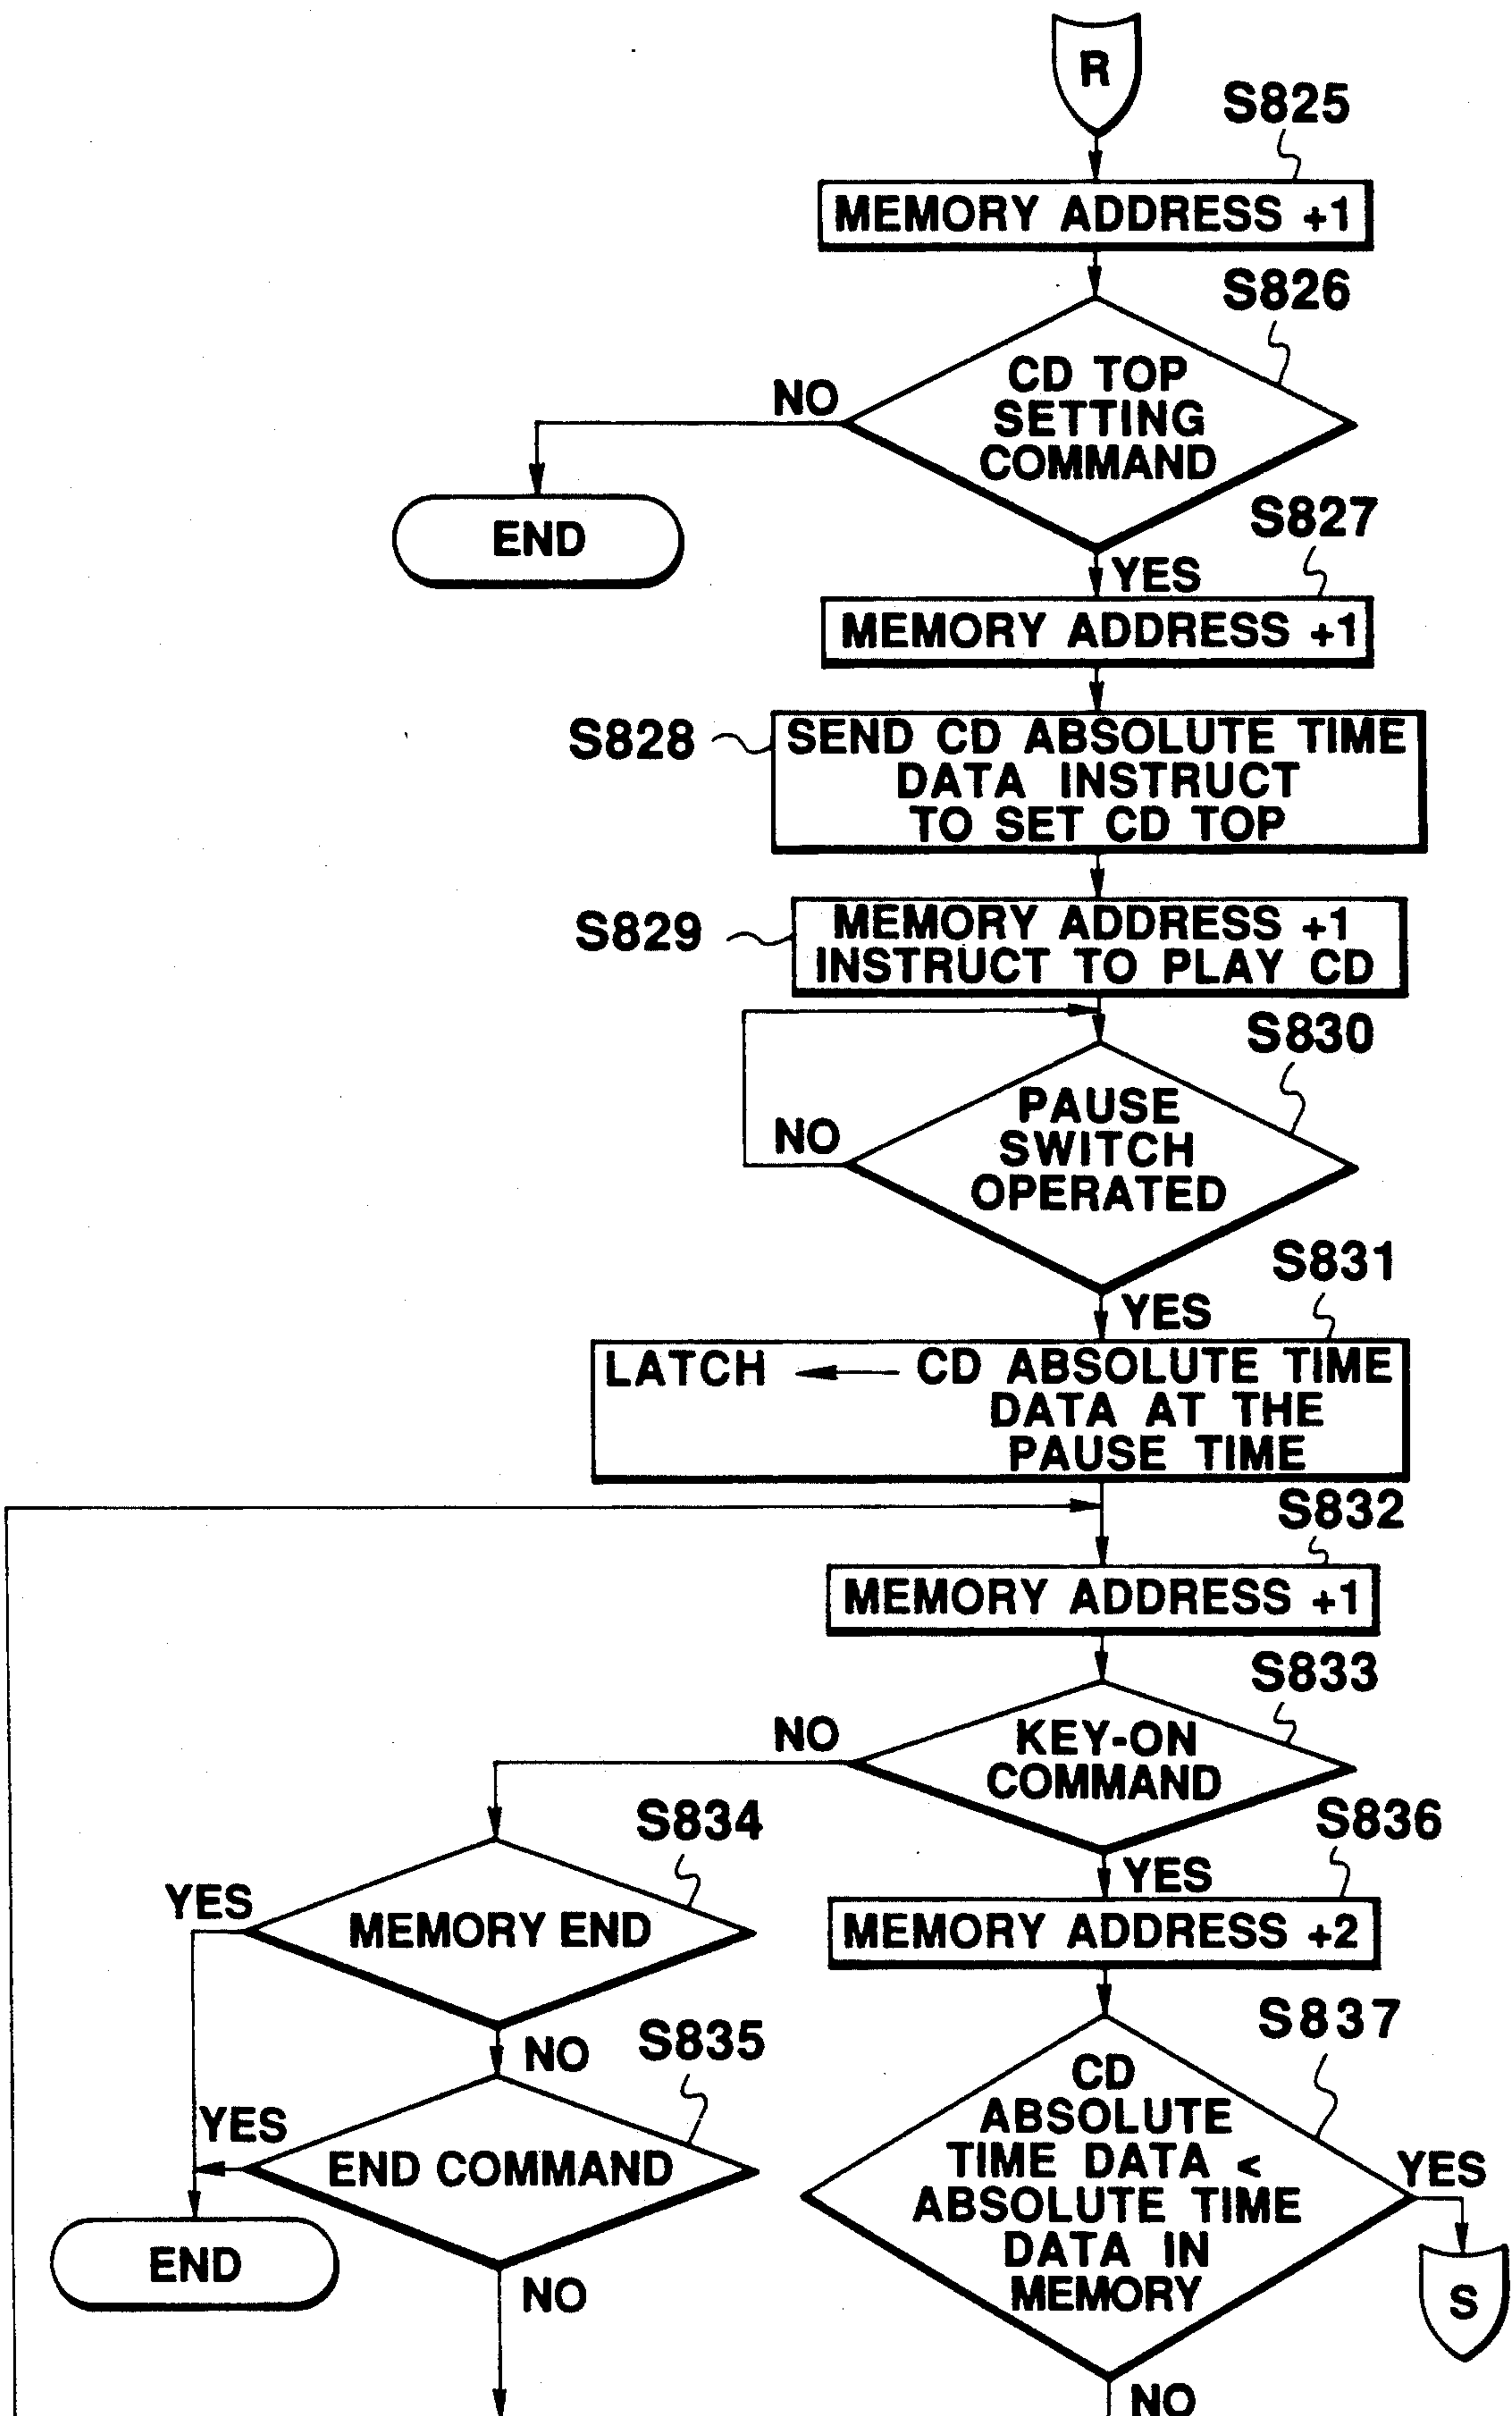 R
S825
MEMORY ADDRESS +1
S826
CD TOP
SETTING
COMMAND
NO
END
S827
YES
MEMORY ADDRESS +1
S828
SEND CD ABSOLUTE TIME
DATA INSTRUCT
TO SET CD TOP
S829
MEMORY ADDRESS +1
INSTRUCT TO PLAY CD
S830
PAUSE
SWITCH
OPERATED
NO
S831
YES
LATCH ← CD ABSOLUTE TIME
DATA AT THE
PAUSE TIME
S832
MEMORY ADDRESS +1
S833
KEY-ON
COMMAND
NO
S834
MEMORY END
YES
S836
YES
MEMORY ADDRESS +2
NO
S835
END COMMAND
YES
END
NO
S837
CD
ABSOLUTE
TIME DATA <
ABSOLUTE TIME
DATA IN
MEMORY
YES
S
NO